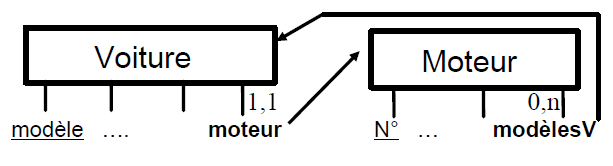 Voiture Moteur
1,1 0,n
modèle …. moteur N° … modèlesV